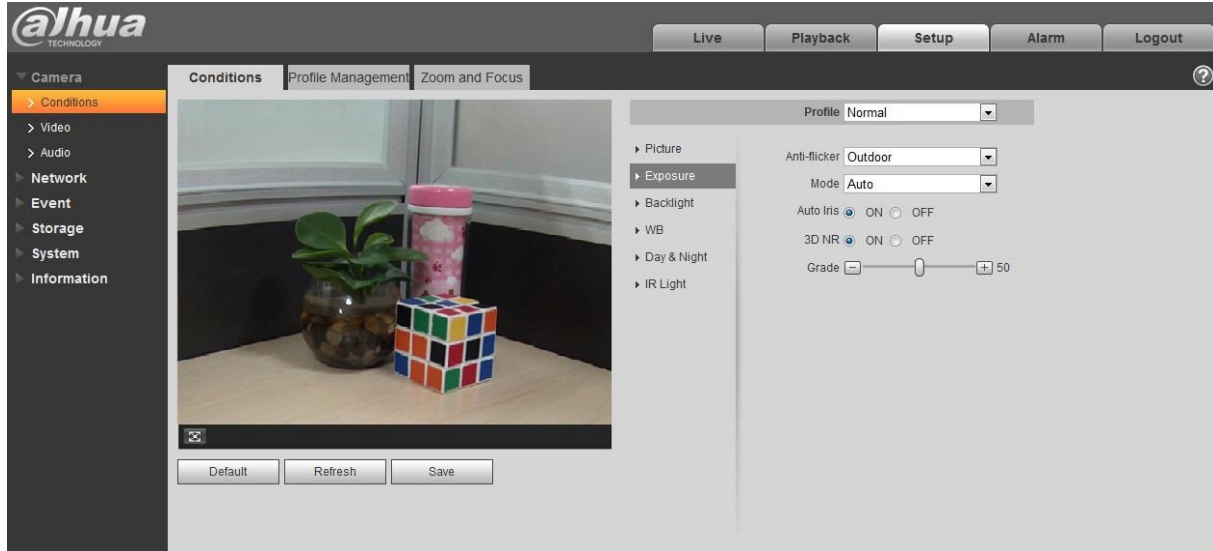 alhua
TECHNOLOGY
Live
Playback
Setup
Alarm
Logout
Camera
Conditions
Video
Audio
Network
Event
Storage
System
Information
Conditions
Profile Management
Zoom and Focus
?
Default
Refresh
Save
Profile Normal
Picture
Exposure
Backlight
WB
Day & Night
IR Light
Anti-flicker Outdoor
Mode Auto
Auto Iris ON OFF
3D NR ON OFF
Grade - + 50